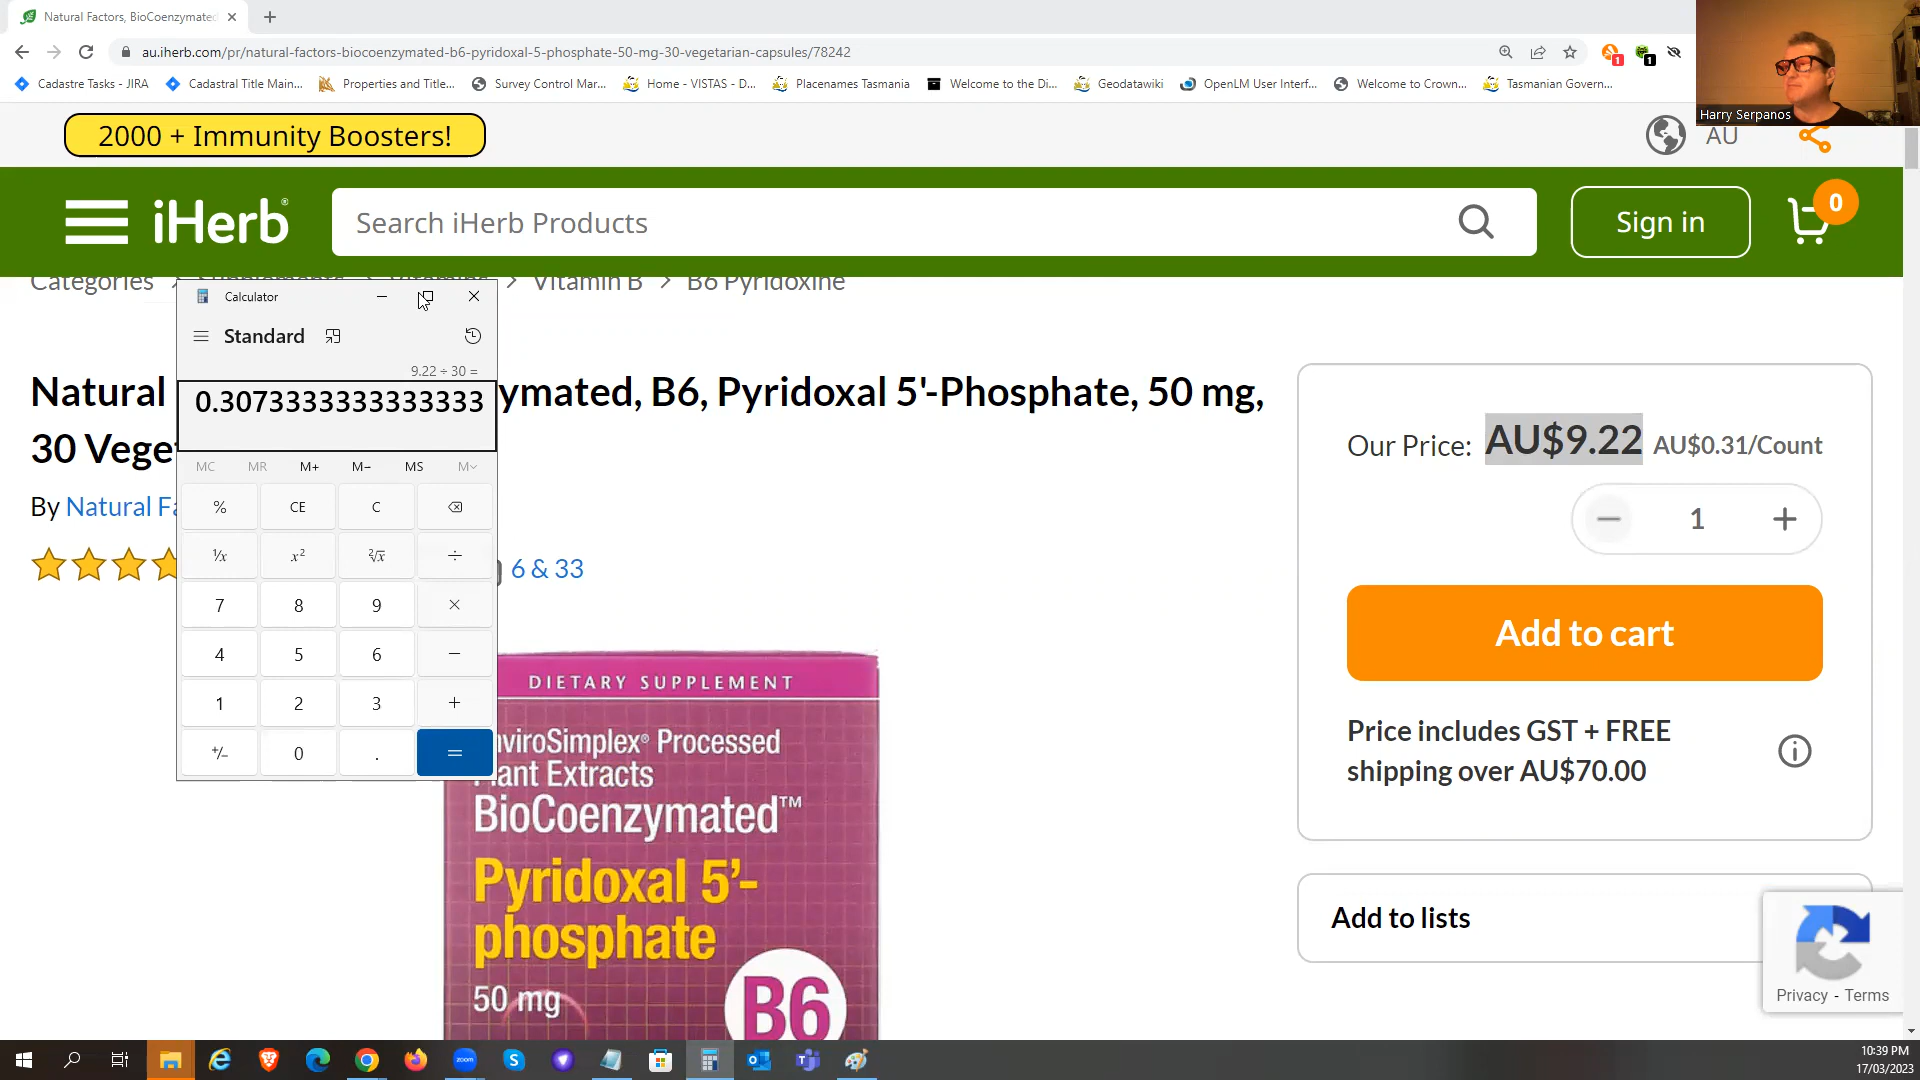 Natural Factors, BioCoenzymated
au.iherb.com/pr/natural-factors-biocoenzymated-b6-pyridoxal-5-phosphate-50-mg-30-vegetarian-capsules/78242
1
1
Cadastre Tasks - JIRA
Cadastral Title Main...
Properties and Title...
Survey Control Mar...
Home - VISTAS - D...
Placenames Tasmania
Welcome to the Di...
Geodatawiki
OpenLM User Interf...
Welcome to Crown...
Tasmanian Govern...
Harry Serpanos
2000 + Immunity Boosters!
AU
iHerb®
Search iHerb Products
Sign in
0
Categories
> Vitamin B > B6 Pyridoxine
Calculator
Standard
9.22 ÷ 30 =
0.3073333333333333
MC MR M+ M− MS M
% CE C
¹/x x² ²√x ÷
7 8 9 ×
4 5 6 −
1 2 3 +
+/− 0 . =
Natural ymated, B6, Pyridoxal 5'-Phosphate, 50 mg,
30 Vege
By Natural Fa
6 & 33
Our Price: AU$9.22 AU$0.31/Count
1
Add to cart
Price includes GST + FREE
shipping over AU$70.00
Add to lists
Privacy - Terms
DIETARY SUPPLEMENT
nviroSimplex® Processed
lant Extracts
BioCoenzymated™
Pyridoxal 5'-
phosphate
50 mg
B6
zoom
10:39 PM
17/03/2023